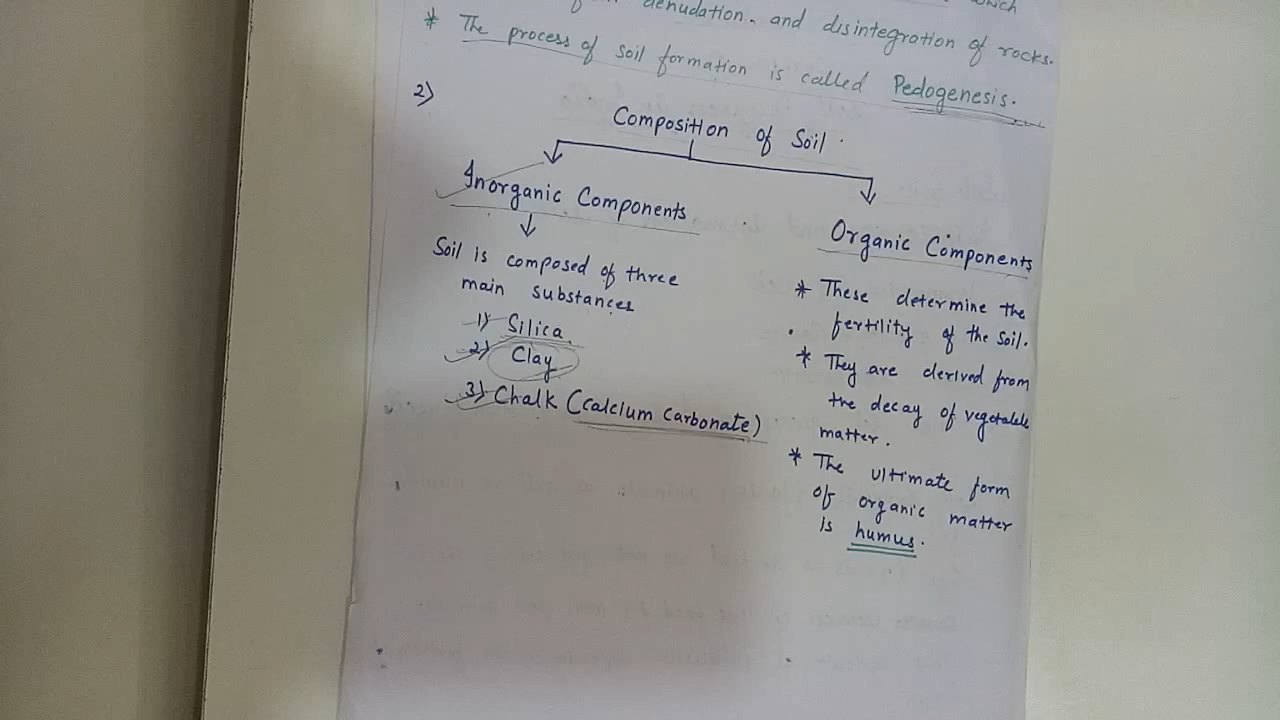 denudation. and disintegration of rocks.
* The process of soil formation is called Pedogenesis.
2)
Composition of Soil.
Inorganic Components
Soil is composed of three
main substances
1) Silica.
2) Clay
3) Chalk (calcium carbonate)
Organic Components
* These determine the
fertility of the soil.
* They are derived from
the decay of vegetable
matter.
* The ultimate form
of organic matter
is humus.